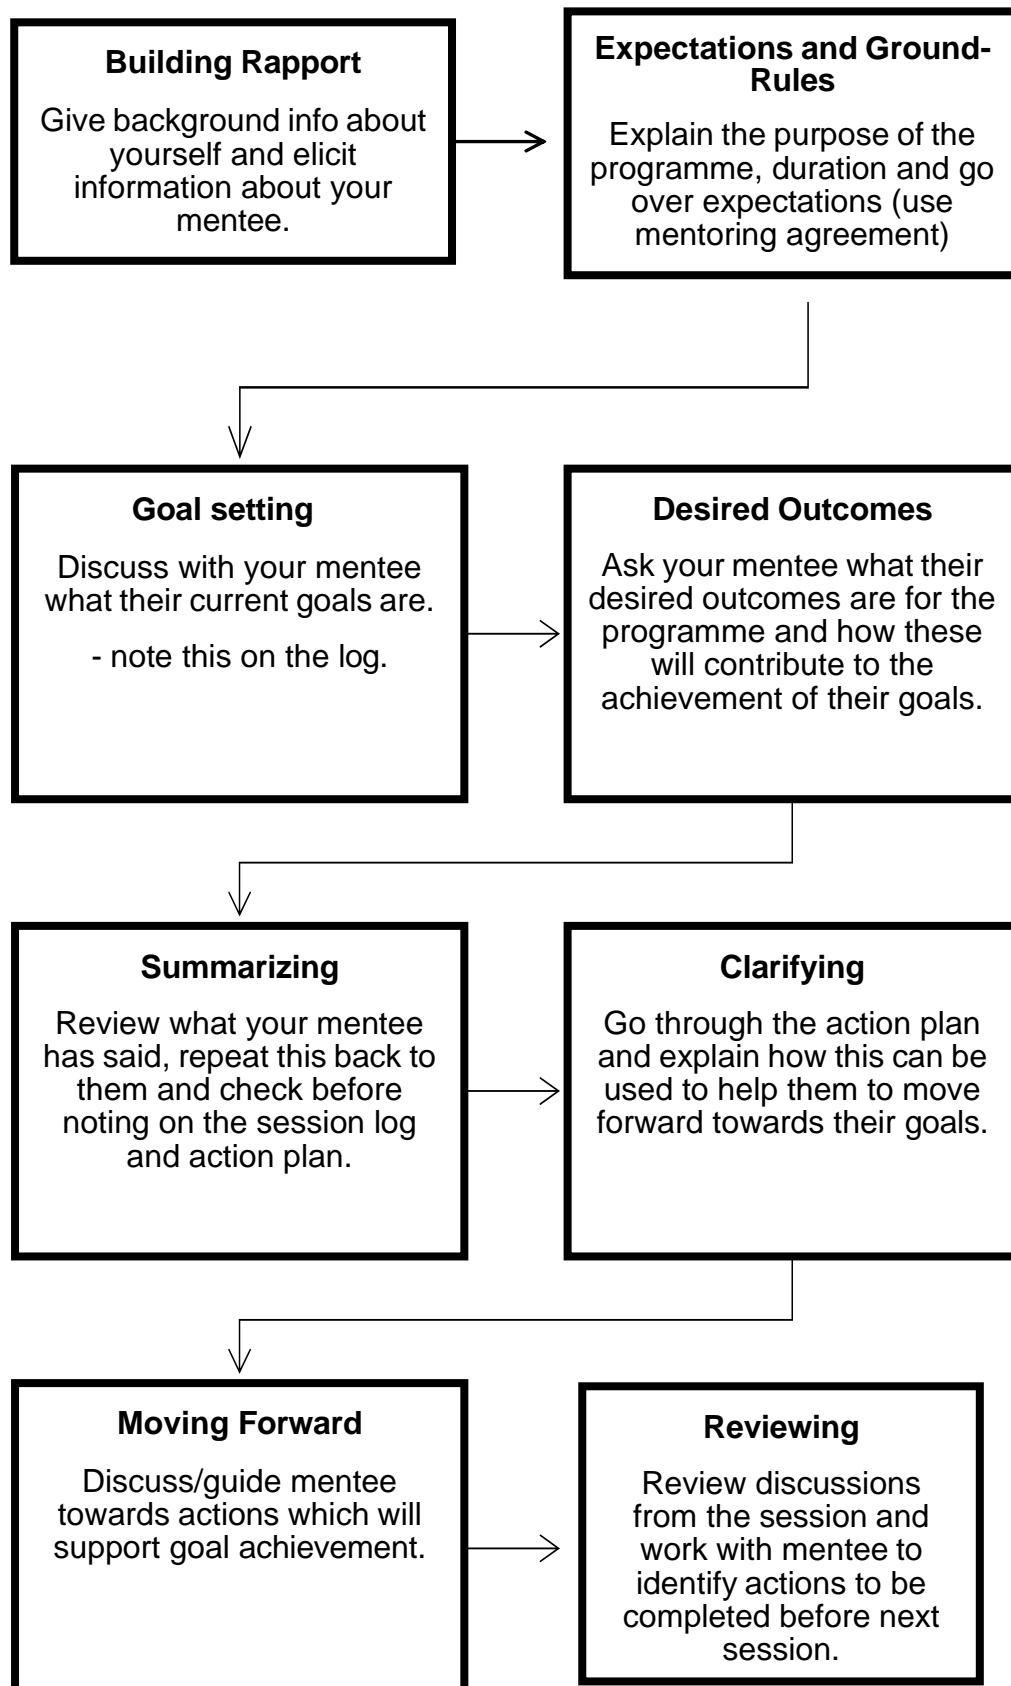 Building Rapport
Give background info about
yourself and elicit
information about your
mentee.
Expectations and Ground-
Rules
Explain the purpose of the
programme, duration and go
over expectations (use
mentoring agreement)
Goal setting
Discuss with your mentee
what their current goals are.
- note this on the log.
Desired Outcomes
Ask your mentee what their
desired outcomes are for the
programme and how these
will contribute to the
achievement of their goals.
Summarizing
Review what your mentee
has said, repeat this back to
them and check before
noting on the session log
and action plan.
Clarifying
Go through the action plan
and explain how this can be
used to help them to move
forward towards their goals.
Moving Forward
Discuss/guide mentee
towards actions which will
support goal achievement.
Reviewing
Review discussions
from the session and
work with mentee to
identify actions to be
completed before next
session.